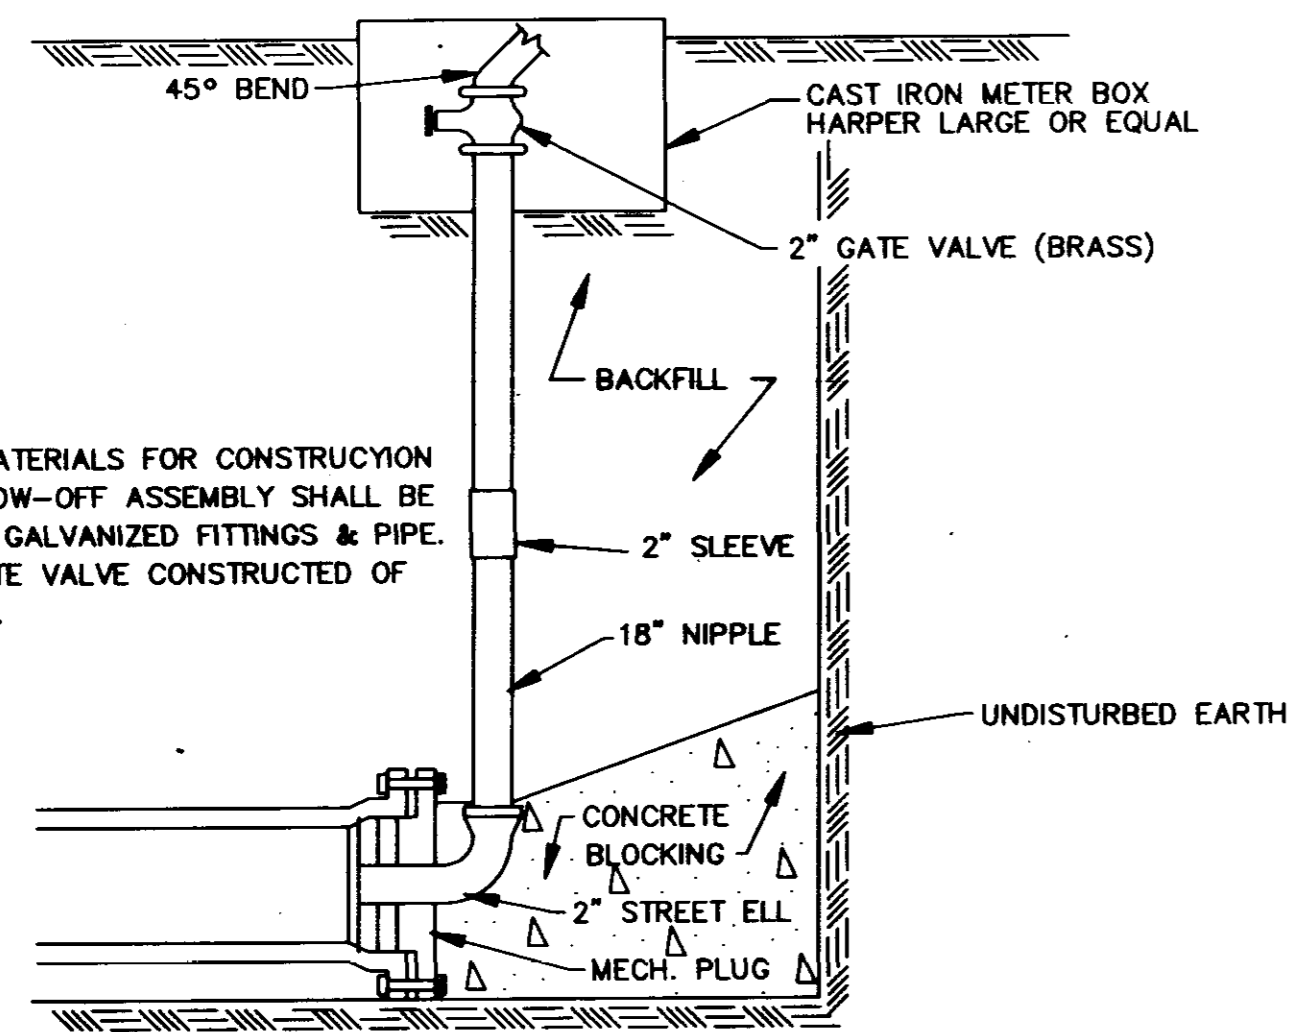 45° BEND
CAST IRON METER BOX
HARPER LARGE OR EQUAL
2" GATE VALVE (BRASS)
BACKFILL
ATERIALS FOR CONSTRUCYION
OW-OFF ASSEMBLY SHALL BE
GALVANIZED FITTINGS & PIPE.
TE VALVE CONSTRUCTED OF
2" SLEEVE
18" NIPPLE
UNDISTURBED EARTH
CONCRETE
BLOCKING
2" STREET ELL
MECH. PLUG